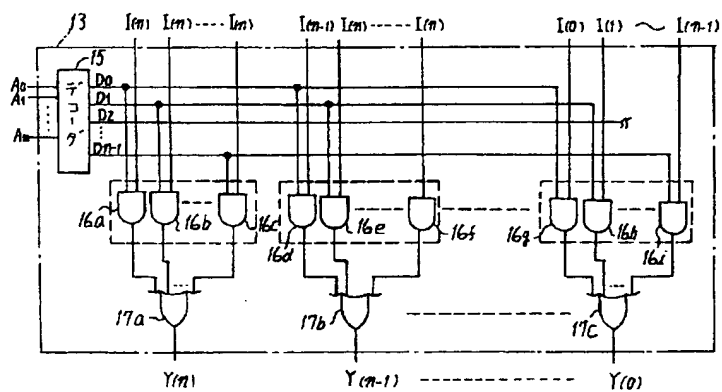 13
I(n) I(n) ---- I(n) I(n-1) I(n) ----- I(n) I(0) I(1) ~ I(n-1)
15
A0
A1
Am
デコーダ
D0
D1
D2
Dn-1
16a 16b 16c 16d 16e 16f 16g 16h 16i
17a 17b 17c
Y(n) Y(n-1) Y(0)